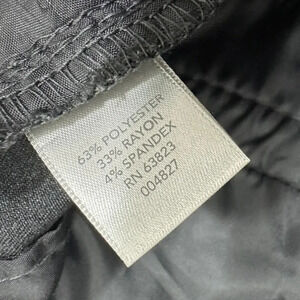 63% POLYESTER
33% RAYON
4% SPANDEX
RN 63823
004827